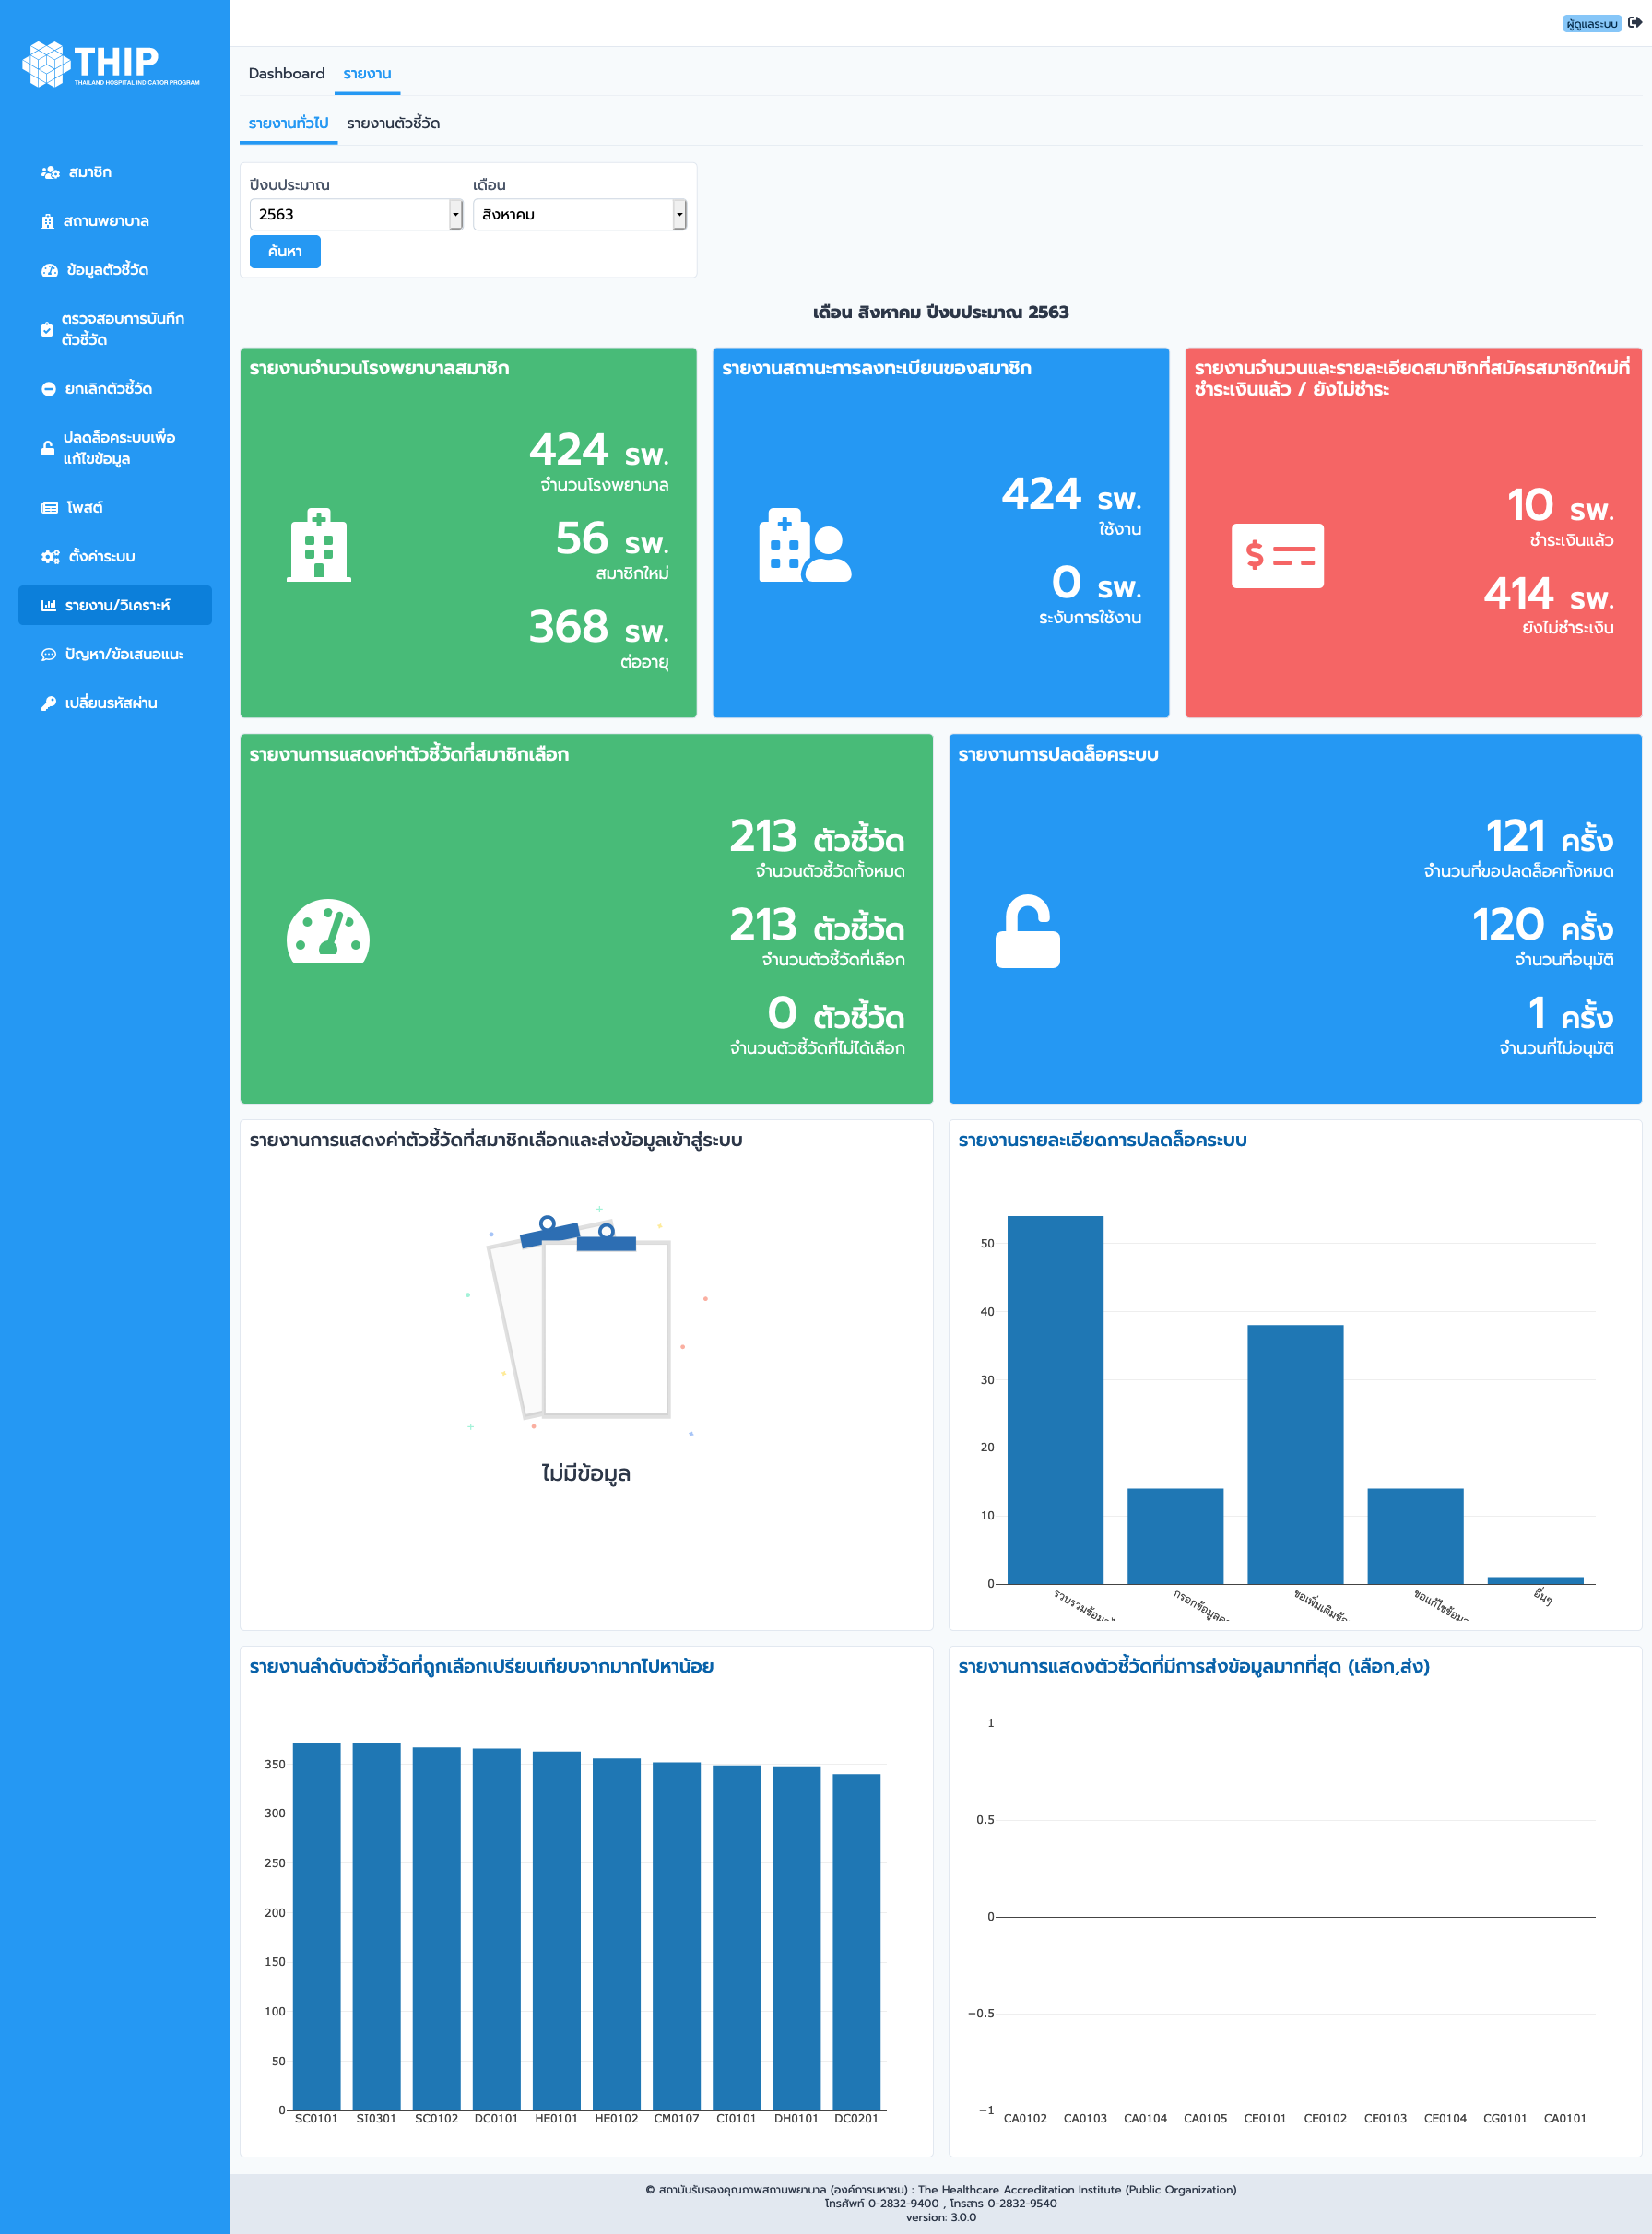 ผู้ดูแลระบบ
THIP
THAILAND HOSPITAL INDICATOR PROGRAM
สมาชิก
สถานพยาบาล
ข้อมูลตัวชี้วัด
ตรวจสอบการบันทึก
ตัวชี้วัด
ยกเลิกตัวชี้วัด
ปลดล็อคระบบเพื่อ
แก้ไขข้อมูล
โพสต์
ตั้งค่าระบบ
รายงาน/วิเคราะห์
ปัญหา/ข้อเสนอแนะ
เปลี่ยนรหัสผ่าน
Dashboard รายงาน
รายงานทั่วไป รายงานตัวชี้วัด
ปีงบประมาณ เดือน
2563 สิงหาคม
ค้นหา
เดือน สิงหาคม ปีงบประมาณ 2563
รายงานจำนวนโรงพยาบาลสมาชิก
424 รพ.
จำนวนโรงพยาบาล
56 รพ.
สมาชิกใหม่
368 รพ.
ต่ออายุ
รายงานสถานะการลงทะเบียนของสมาชิก
424 รพ.
ใช้งาน
0 รพ.
ระงับการใช้งาน
รายงานจำนวนและรายละเอียดสมาชิกที่สมัครสมาชิกใหม่ที่
ชำระเงินแล้ว / ยังไม่ชำระ
10 รพ.
ชำระเงินแล้ว
414 รพ.
ยังไม่ชำระเงิน
รายงานการแสดงค่าตัวชี้วัดที่สมาชิกเลือก
213 ตัวชี้วัด
จำนวนตัวชี้วัดทั้งหมด
213 ตัวชี้วัด
จำนวนตัวชี้วัดที่เลือก
0 ตัวชี้วัด
จำนวนตัวชี้วัดที่ไม่ได้เลือก
รายงานการปลดล็อคระบบ
121 ครั้ง
จำนวนที่ขอปลดล็อคทั้งหมด
120 ครั้ง
จำนวนที่อนุมัติ
1 ครั้ง
จำนวนที่ไม่อนุมัติ
รายงานการแสดงค่าตัวชี้วัดที่สมาชิกเลือกและส่งข้อมูลเข้าสู่ระบบ
ไม่มีข้อมูล
รายงานรายละเอียดการปลดล็อคระบบ
50
40
30
20
10
0
อื่นๆ
รายงานลำดับตัวชี้วัดที่ถูกเลือกเปรียบเทียบจากมากไปหาน้อย
350
300
250
200
150
100
50
0
SC0101 SI0301 SC0102 DC0101 HE0101 HE0102 CM0107 CI0101 DH0101 DC0201
รายงานการแสดงตัวชี้วัดที่มีการส่งข้อมูลมากที่สุด (เลือก,ส่ง)
1
0.5
0
−0.5
−1
CA0102 CA0103 CA0104 CA0105 CE0101 CE0102 CE0103 CE0104 CG0101 CA0101
© สถาบันรับรองคุณภาพสถานพยาบาล (องค์การมหาชน) : The Healthcare Accreditation Institute (Public Organization)
โทรศัพท์ 0-2832-9400 , โทรสาร 0-2832-9540
version: 3.0.0